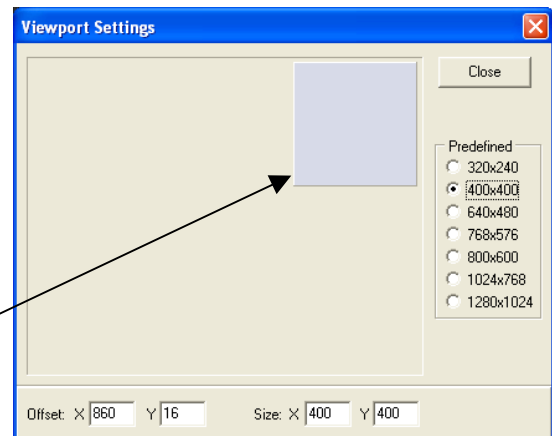 Viewport Settings
Close
Predefined
320x240
400x400
640x480
768x576
800x600
1024x768
1280x1024
Offset: X 860 Y 16 Size: X 400 Y 400